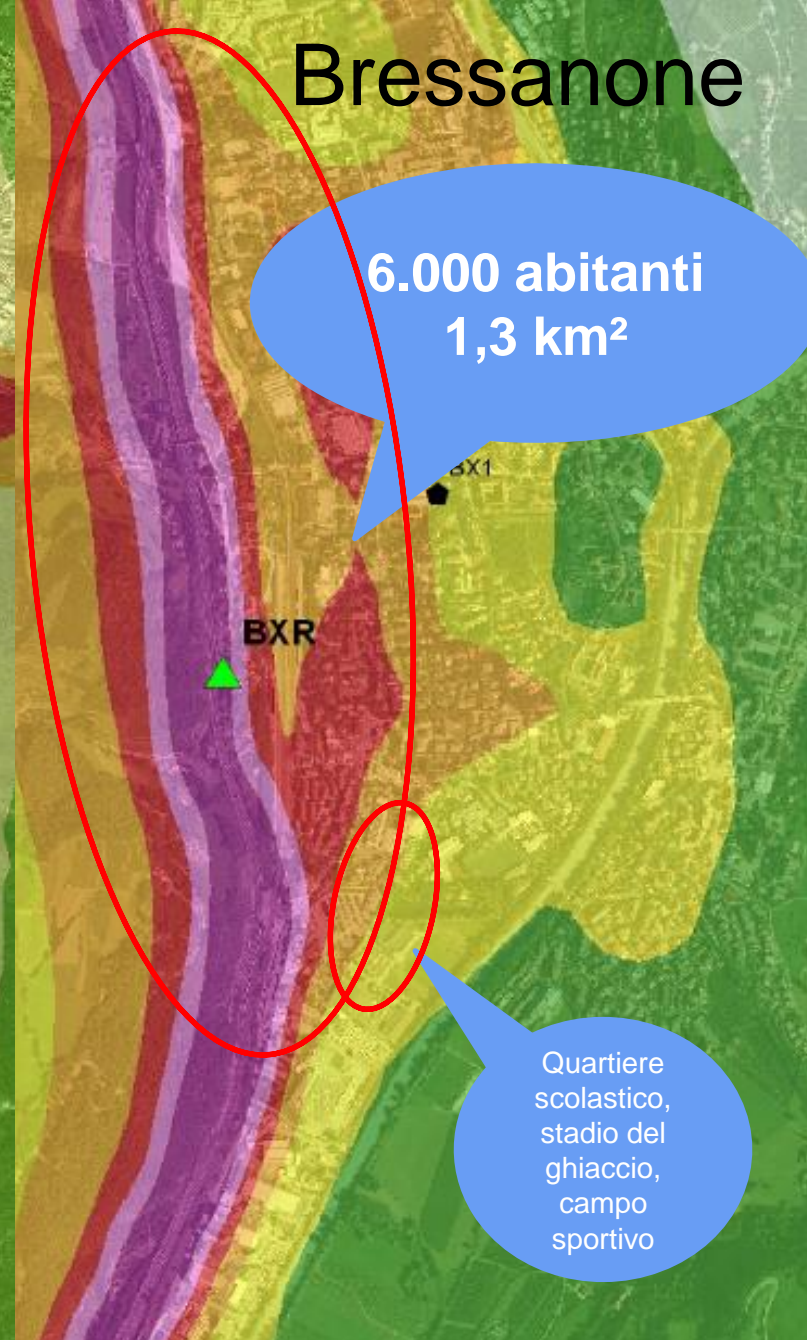 Bressanone
6.000 abitanti
1,3 km²
BX1
BXR
Quartiere
scolastico,
stadio del
ghiaccio,
campo
sportivo